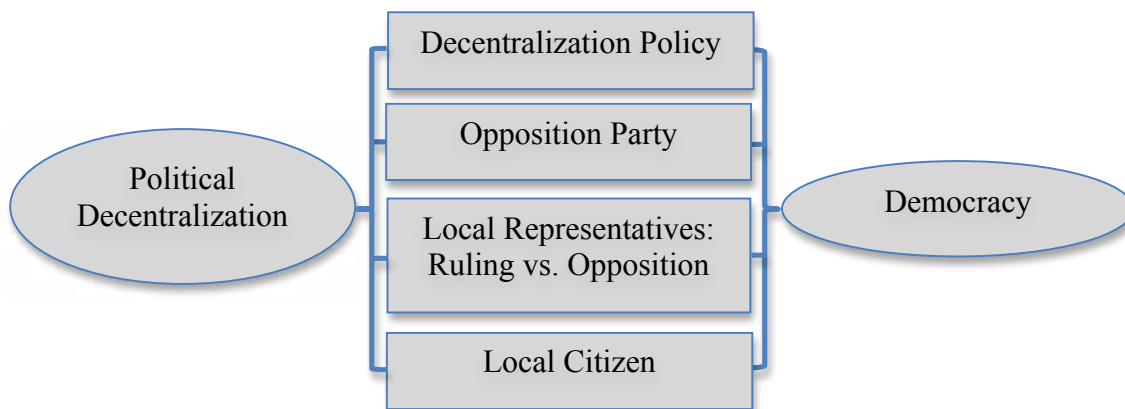 Decentralization Policy
Opposition Party
Political
Decentralization
Local Representatives:
Ruling vs. Opposition
Democracy
Local Citizen